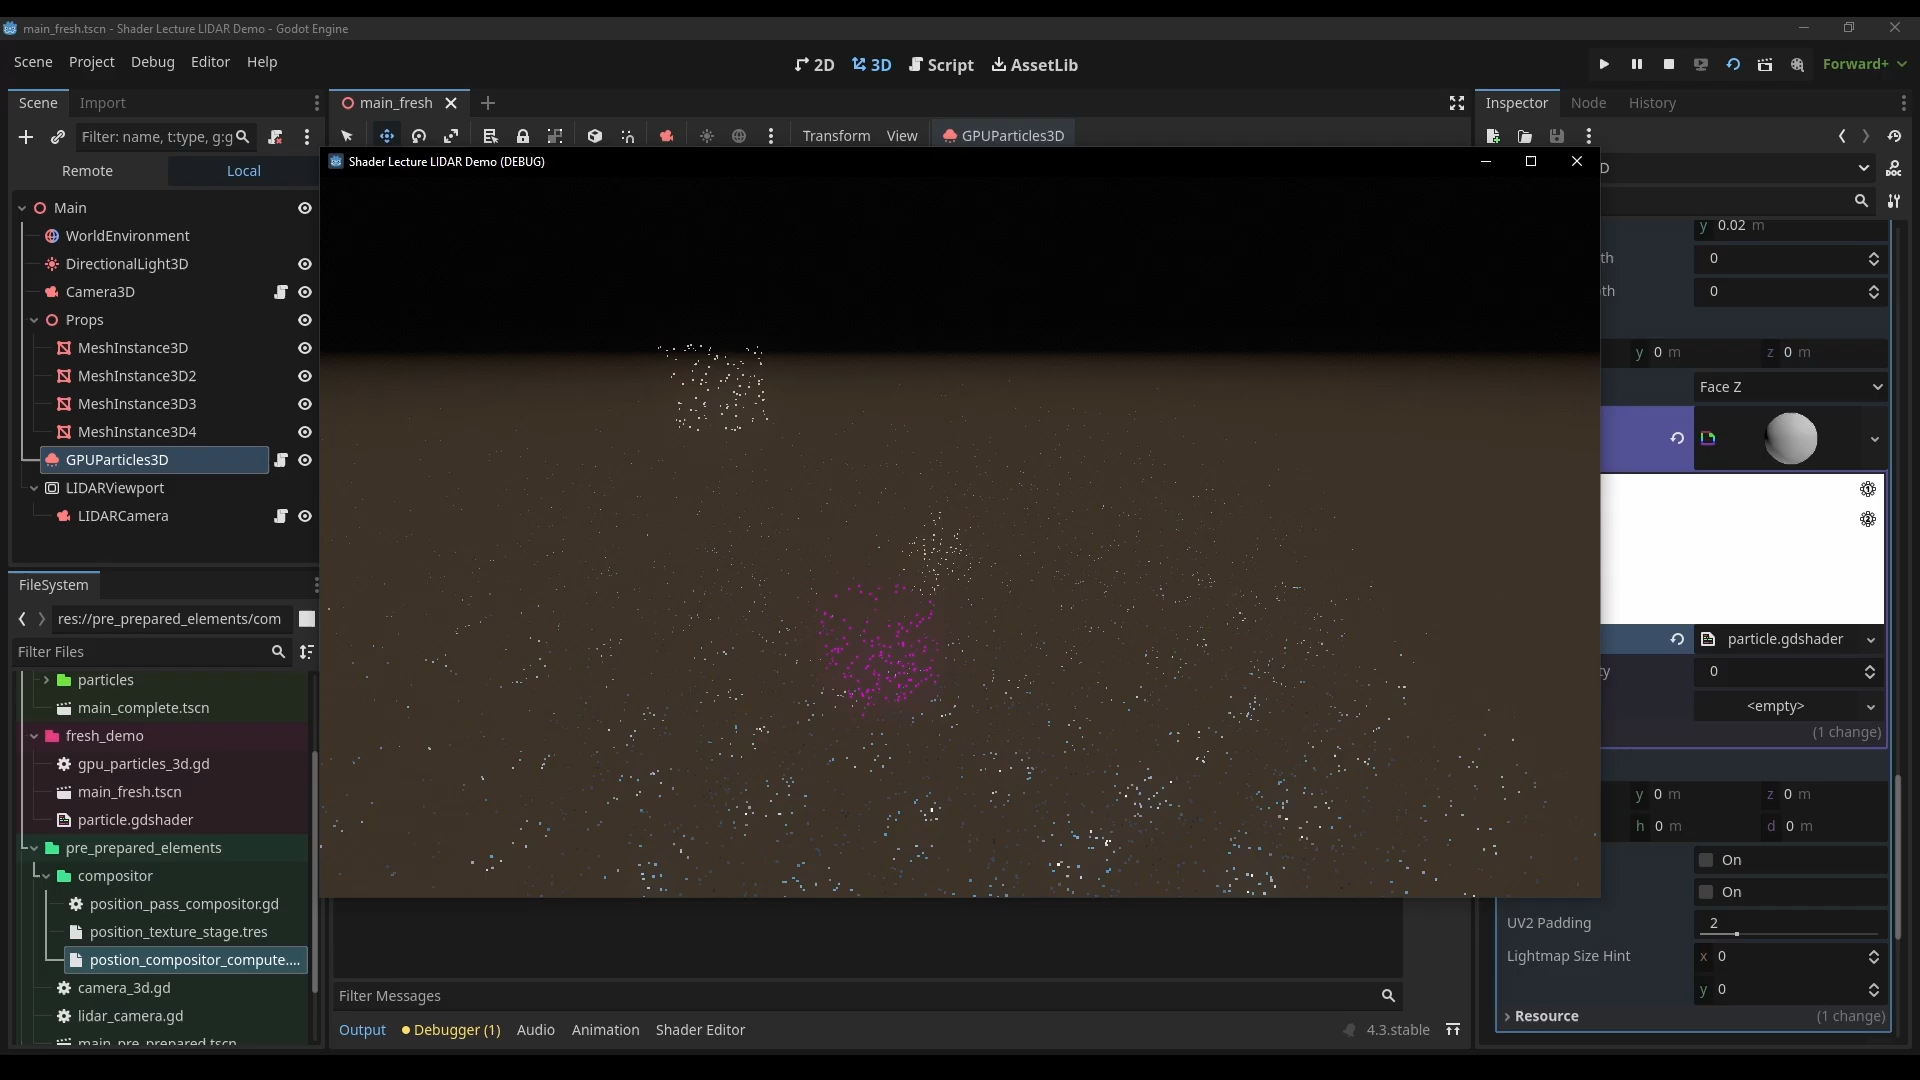 main_fresh.tscn - Shader Lecture LIDAR Demo - Godot Engine
Scene Project Debug Editor Help
2D 3D Script AssetLib
Forward+
Scene Import
main_fresh
Inspector Node History
Filter: name, t:type, g:g
Transform View GPUParticles3D
Remote Local
Shader Lecture LIDAR Demo (DEBUG)
D
Main
WorldEnvironment
DirectionalLight3D
Camera3D
Props
MeshInstance3D
MeshInstance3D2
MeshInstance3D3
MeshInstance3D4
GPUParticles3D
LIDARViewport
LIDARCamera
FileSystem
res://pre_prepared_elements/com
Filter Files
particles
main_complete.tscn
fresh_demo
gpu_particles_3d.gd
main_fresh.tscn
particle.gdshader
pre_prepared_elements
compositor
position_pass_compositor.gd
position_texture_stage.tres
postion_compositor_compute....
camera_3d.gd
lidar_camera.gd
main_pre_prepared.tscn
y 0.02 m
th 0
th 0
y 0 m z 0 m
Face Z
1
2
particle.gdshader
y 0
<empty>
(1 change)
y 0 m z 0 m
h 0 m d 0 m
On
On
UV2 Padding 2
Lightmap Size Hint x 0
y 0
Resource (1 change)
Filter Messages
Output Debugger (1) Audio Animation Shader Editor
4.3.stable